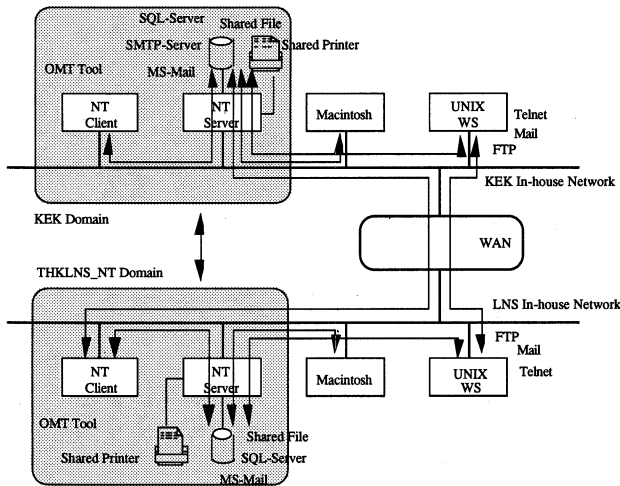 SQL-Server
Shared File
SMTP-Server
Shared Printer
MS-Mail
OMT Tool
NT
Client
NT
Server
Macintosh
UNIX
WS
Telnet
Mail
FTP
KEK In-house Network
KEK Domain
WAN
THKLNS_NT Domain
LNS In-house Network
FTP
Mail
NT
Client
NT
Server
Macintosh
UNIX
WS
Telnet
OMT Tool
Shared File
Shared Printer
SQL-Server
MS-Mail